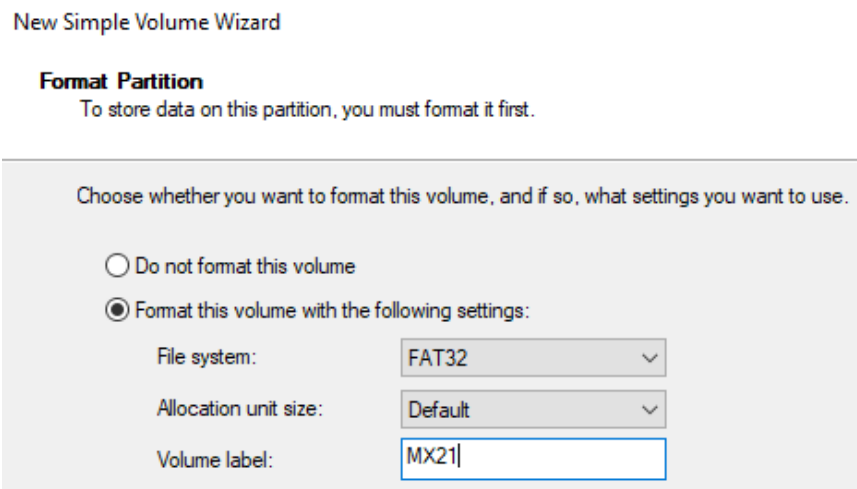 New Simple Volume Wizard
Format Partition
To store data on this partition, you must format it first.
Choose whether you want to format this volume, and if so, what settings you want to use.
Do not format this volume
Format this volume with the following settings:
File system: FAT32
Allocation unit size: Default
Volume label: MX21